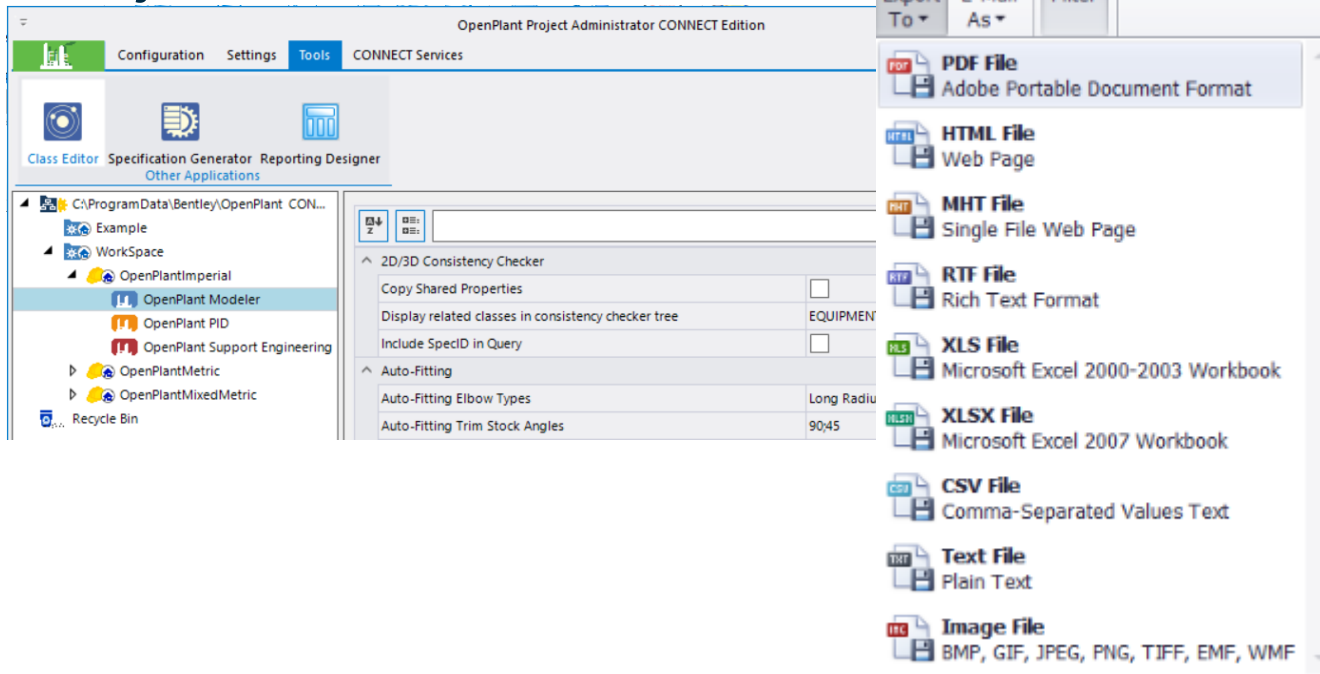 OpenPlant Project Administrator CONNECT Edition
Configuration Settings Tools CONNECT Services
Class Editor Specification Generator Reporting Designer
Other Applications
C:\ProgramData\Bentley\OpenPlant CON...
Example
WorkSpace
OpenPlantImperial
OpenPlant Modeler
OpenPlant PID
OpenPlant Support Engineering
OpenPlantMetric
OpenPlantMixedMetric
Recycle Bin
2D/3D Consistency Checker
Copy Shared Properties
Display related classes in consistency checker tree EQUIPMENT
Include SpecID in Query
Auto-Fitting
Auto-Fitting Elbow Types Long Radiu
Auto-Fitting Trim Stock Angles 90;45
To As
PDF File
Adobe Portable Document Format
HTML File
Web Page
MHT File
Single File Web Page
RTF File
Rich Text Format
XLS File
Microsoft Excel 2000-2003 Workbook
XLSX File
Microsoft Excel 2007 Workbook
CSV File
Comma-Separated Values Text
Text File
Plain Text
Image File
BMP, GIF, JPEG, PNG, TIFF, EMF, WMF